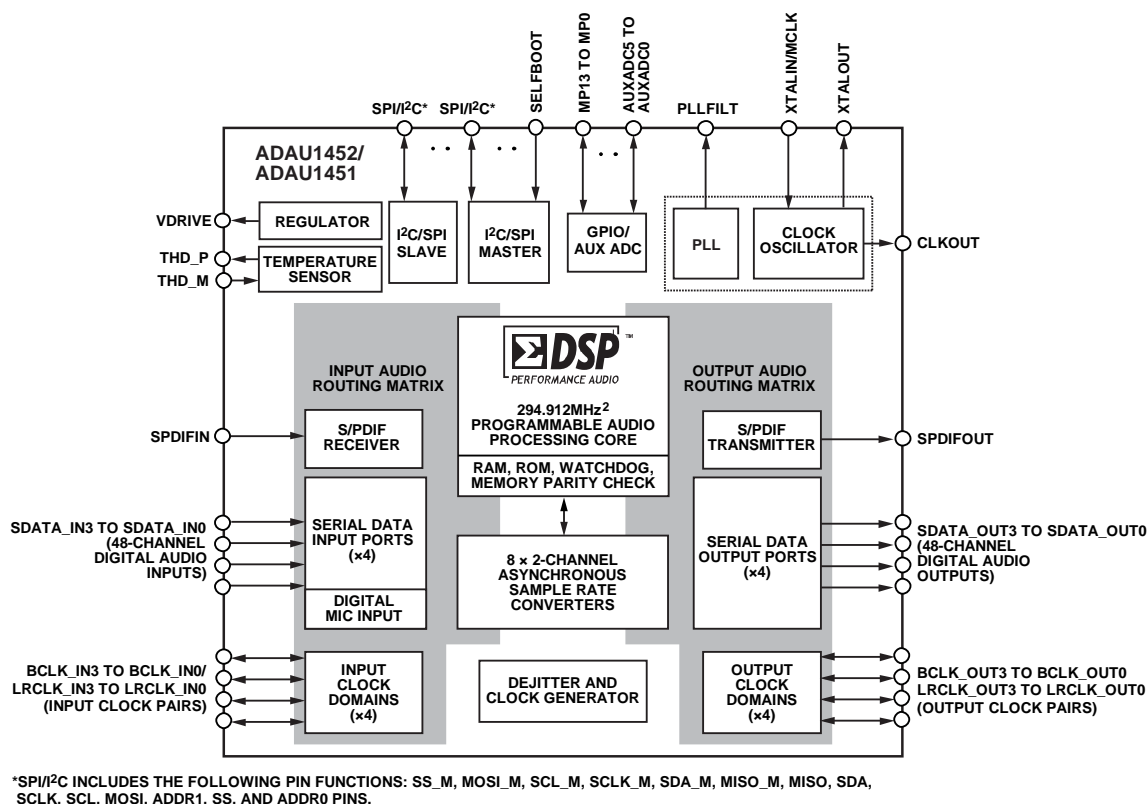 SPI/I²C*
SPI/I²C*
SELFBOOT
MP13 TO MP0
AUXADC5 TO
AUXADC0
PLLFILT
XTALIN/MCLK
XTALOUT
ADAU1452/
ADAU1451
VDRIVE
REGULATOR
THD_P
THD_M
TEMPERATURE
SENSOR
I²C/SPI
SLAVE
I²C/SPI
MASTER
GPIO/
AUX ADC
PLL
CLOCK
OSCILLATOR
CLKOUT
INPUT AUDIO
ROUTING MATRIX
ΣDSP™
PERFORMANCE AUDIO
294.912MHz²
PROGRAMMABLE AUDIO
PROCESSING CORE
RAM, ROM, WATCHDOG,
MEMORY PARITY CHECK
OUTPUT AUDIO
ROUTING MATRIX
SPDIFIN
S/PDIF
RECEIVER
S/PDIF
TRANSMITTER
SPDIFOUT
SDATA_IN3 TO SDATA_IN0
(48-CHANNEL
DIGITAL AUDIO
INPUTS)
SERIAL DATA
INPUT PORTS
(×4)
DIGITAL
MIC INPUT
8 × 2-CHANNEL
ASYNCHRONOUS
SAMPLE RATE
CONVERTERS
SERIAL DATA
OUTPUT PORTS
(×4)
SDATA_OUT3 TO SDATA_OUT0
(48-CHANNEL
DIGITAL AUDIO
OUTPUTS)
BCLK_IN3 TO BCLK_IN0/
LRCLK_IN3 TO LRCLK_IN0
(INPUT CLOCK PAIRS)
INPUT
CLOCK
DOMAINS
(×4)
DEJITTER AND
CLOCK GENERATOR
OUTPUT
CLOCK
DOMAINS
(×4)
BCLK_OUT3 TO BCLK_OUT0
LRCLK_OUT3 TO LRCLK_OUT0
(OUTPUT CLOCK PAIRS)
*SPI/I²C INCLUDES THE FOLLOWING PIN FUNCTIONS: SS_M, MOSI_M, SCL_M, SCLK_M, SDA_M, MISO_M, MISO, SDA,
SCLK, SCL, MOSI, ADDR1, SS, AND ADDR0 PINS.